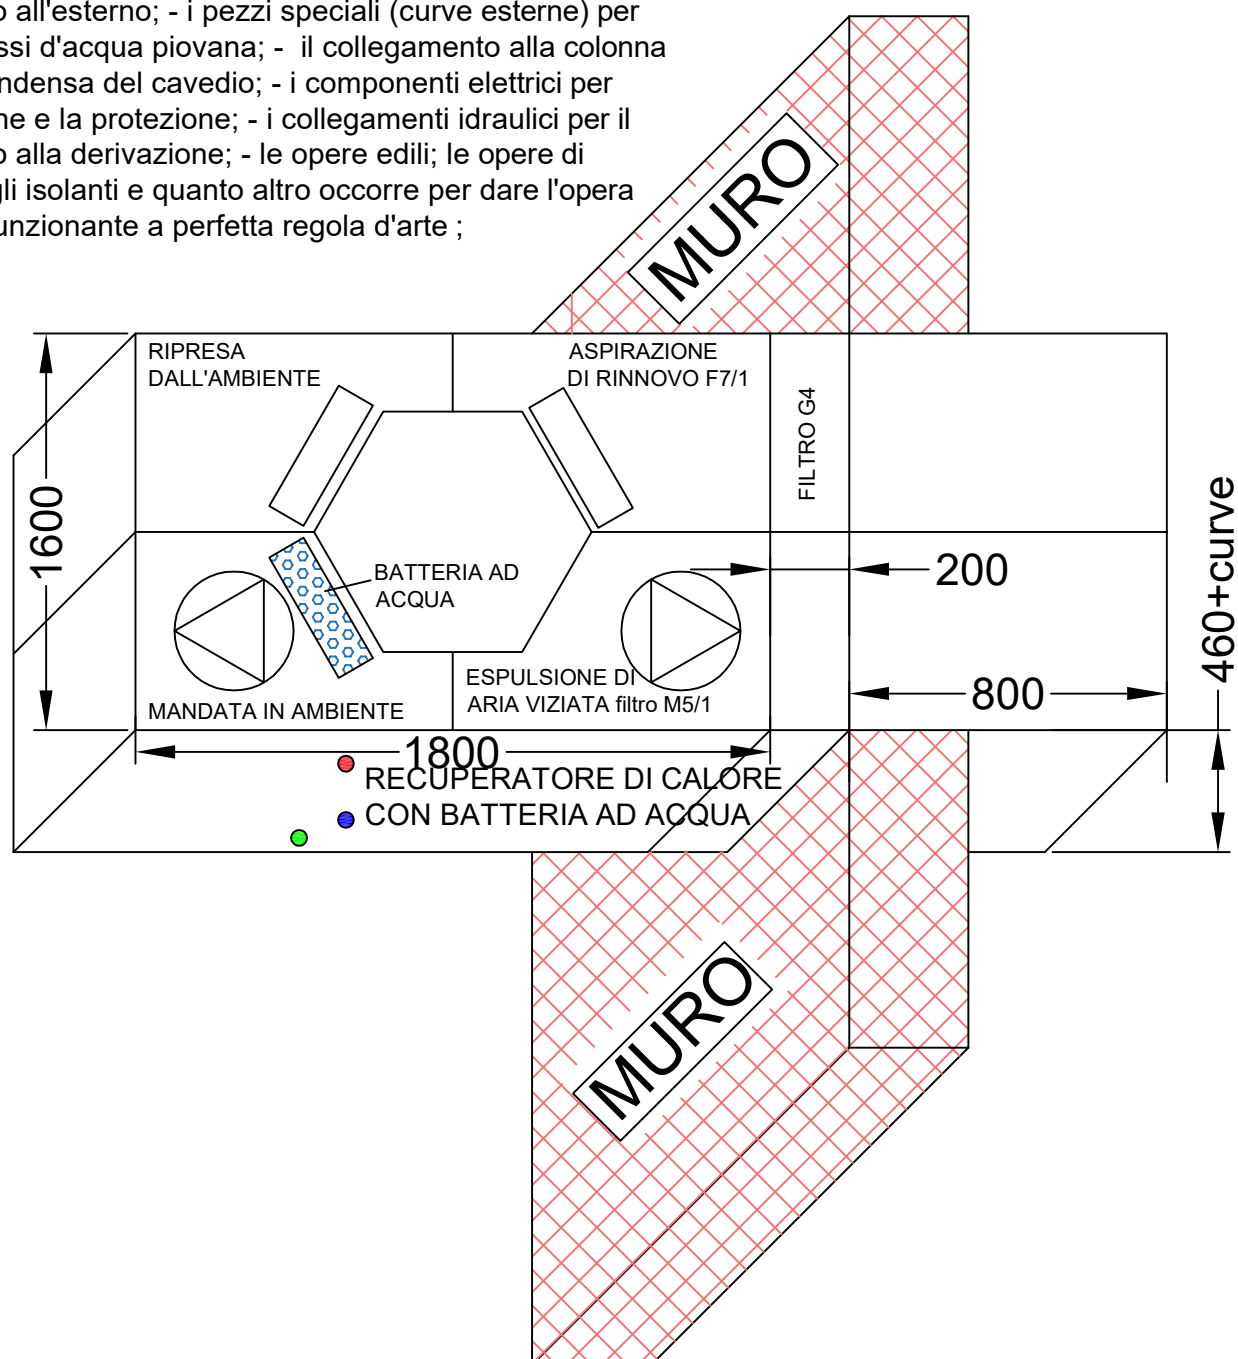 o all'esterno; - i pezzi speciali (curve esterne) per
ssi d'acqua piovana; - il collegamento alla colonna
ndensa del cavedio; - i componenti elettrici per
ne e la protezione; - i collegamenti idraulici per il
o alla derivazione; - le opere edili; le opere di
gli isolanti e quanto altro occorre per dare l'opera
unzionante a perfetta regola d'arte ;
MURO
RIPRESA
DALL'AMBIENTE
ASPIRAZIONE
DI RINNOVO F7/1
FILTRO G4
1600
BATTERIA AD
ACQUA
200
460+curve
ESPULSIONE DI
ARIA VIZIATA filtro M5/1
800
MANDATA IN AMBIENTE
1800
RECUPERATORE DI CALORE
CON BATTERIA AD ACQUA
MURO